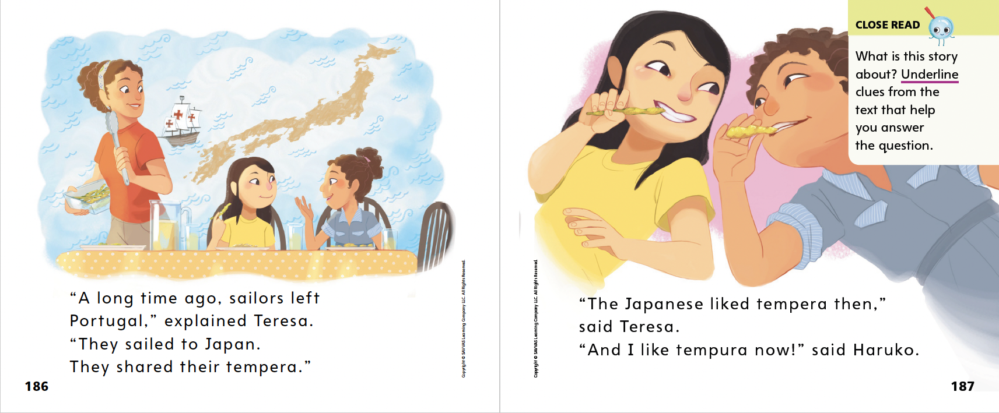 “A long time ago, sailors left
Portugal,” explained Teresa.
“They sailed to Japan.
They shared their tempera.”
186
Copyright © SAVVAS Learning Company LLC. All Rights Reserved.
CLOSE READ
What is this story
about? Underline
clues from the
text that help
you answer
the question.
Copyright © SAVVAS Learning Company LLC. All Rights Reserved.
“The Japanese liked tempera then,”
said Teresa.
“And I like tempura now!” said Haruko.
187